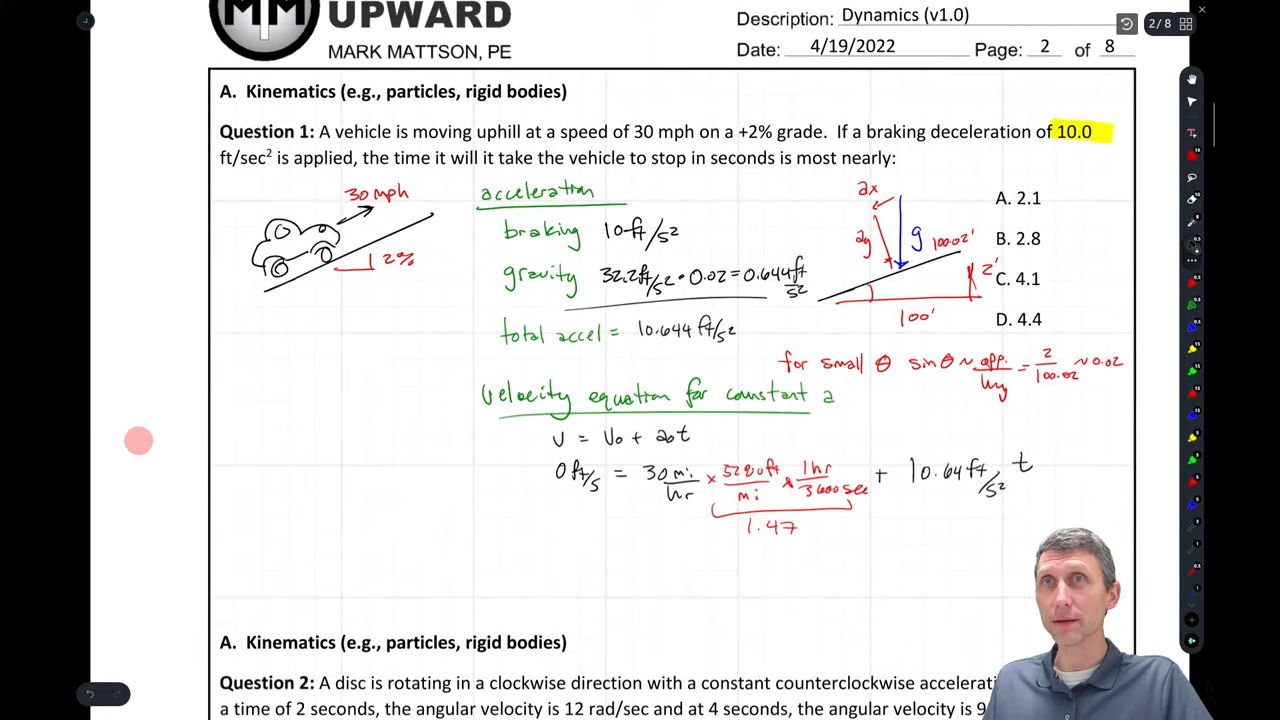 UPWARD
MARK MATTSON, PE
Description: Dynamics (v1.0)
Date: 4/19/2022 Page: 2 of 8
2/8
A. Kinematics (e.g., particles, rigid bodies)
Question 1: A vehicle is moving uphill at a speed of 30 mph on a +2% grade. If a braking deceleration of 10.0
ft/sec² is applied, the time it will it take the vehicle to stop in seconds is most nearly:
30 mph
2%
acceleration
braking 10 ft/s²
gravity 32.2 ft/s² • 0.02 = 0.644 ft/s²
total accel = 10.644 ft/s²
ax
ay
g
100.02'
2'
100'
A. 2.1
B. 2.8
C. 4.1
D. 4.4
for small θ sin θ ~ opp./hyp = 2/100.02 ~ 0.02
velocity equation for constant a
v = v₀ + a₀t
0 ft/s = 30 mi/hr × 5280 ft/mi × 1hr/3600 sec + 10.64 ft/s² t
1.47
A. Kinematics (e.g., particles, rigid bodies)
Question 2: A disc is rotating in a clockwise direction with a constant counterclockwise accelerati
a time of 2 seconds, the angular velocity is 12 rad/sec and at 4 seconds, the angular velocity is 9